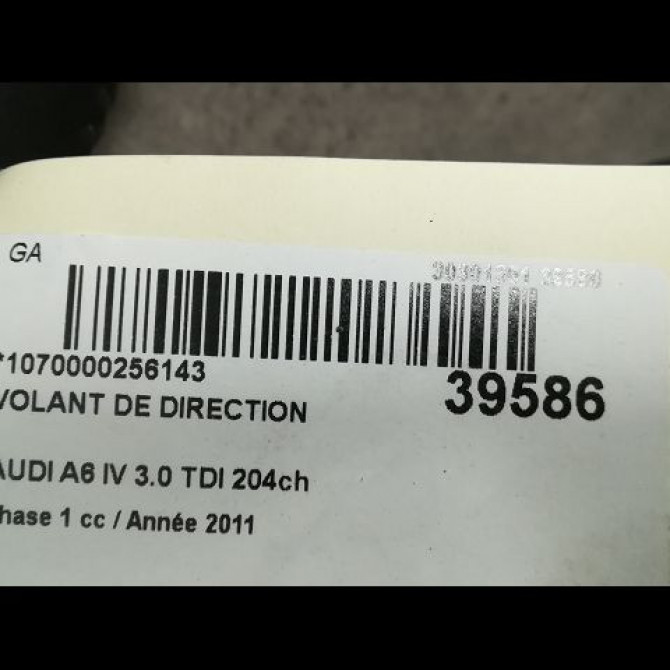 GA
*1070000256143
39586
VOLANT DE DIRECTION
AUDI A6 IV 3.0 TDI 204ch
hase 1 cc / Année 2011